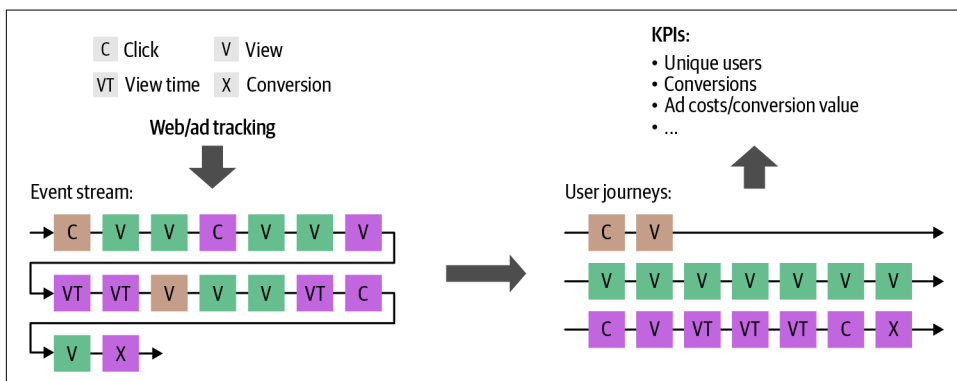 C Click V View
VT View time X Conversion
Web/ad tracking
Event stream:
C V V C V V V
VT VT V V V VT C
V X
KPIs:
• Unique users
• Conversions
• Ad costs/conversion value
• ...
User journeys:
C V
V V V V V V V
C V VT VT VT C X